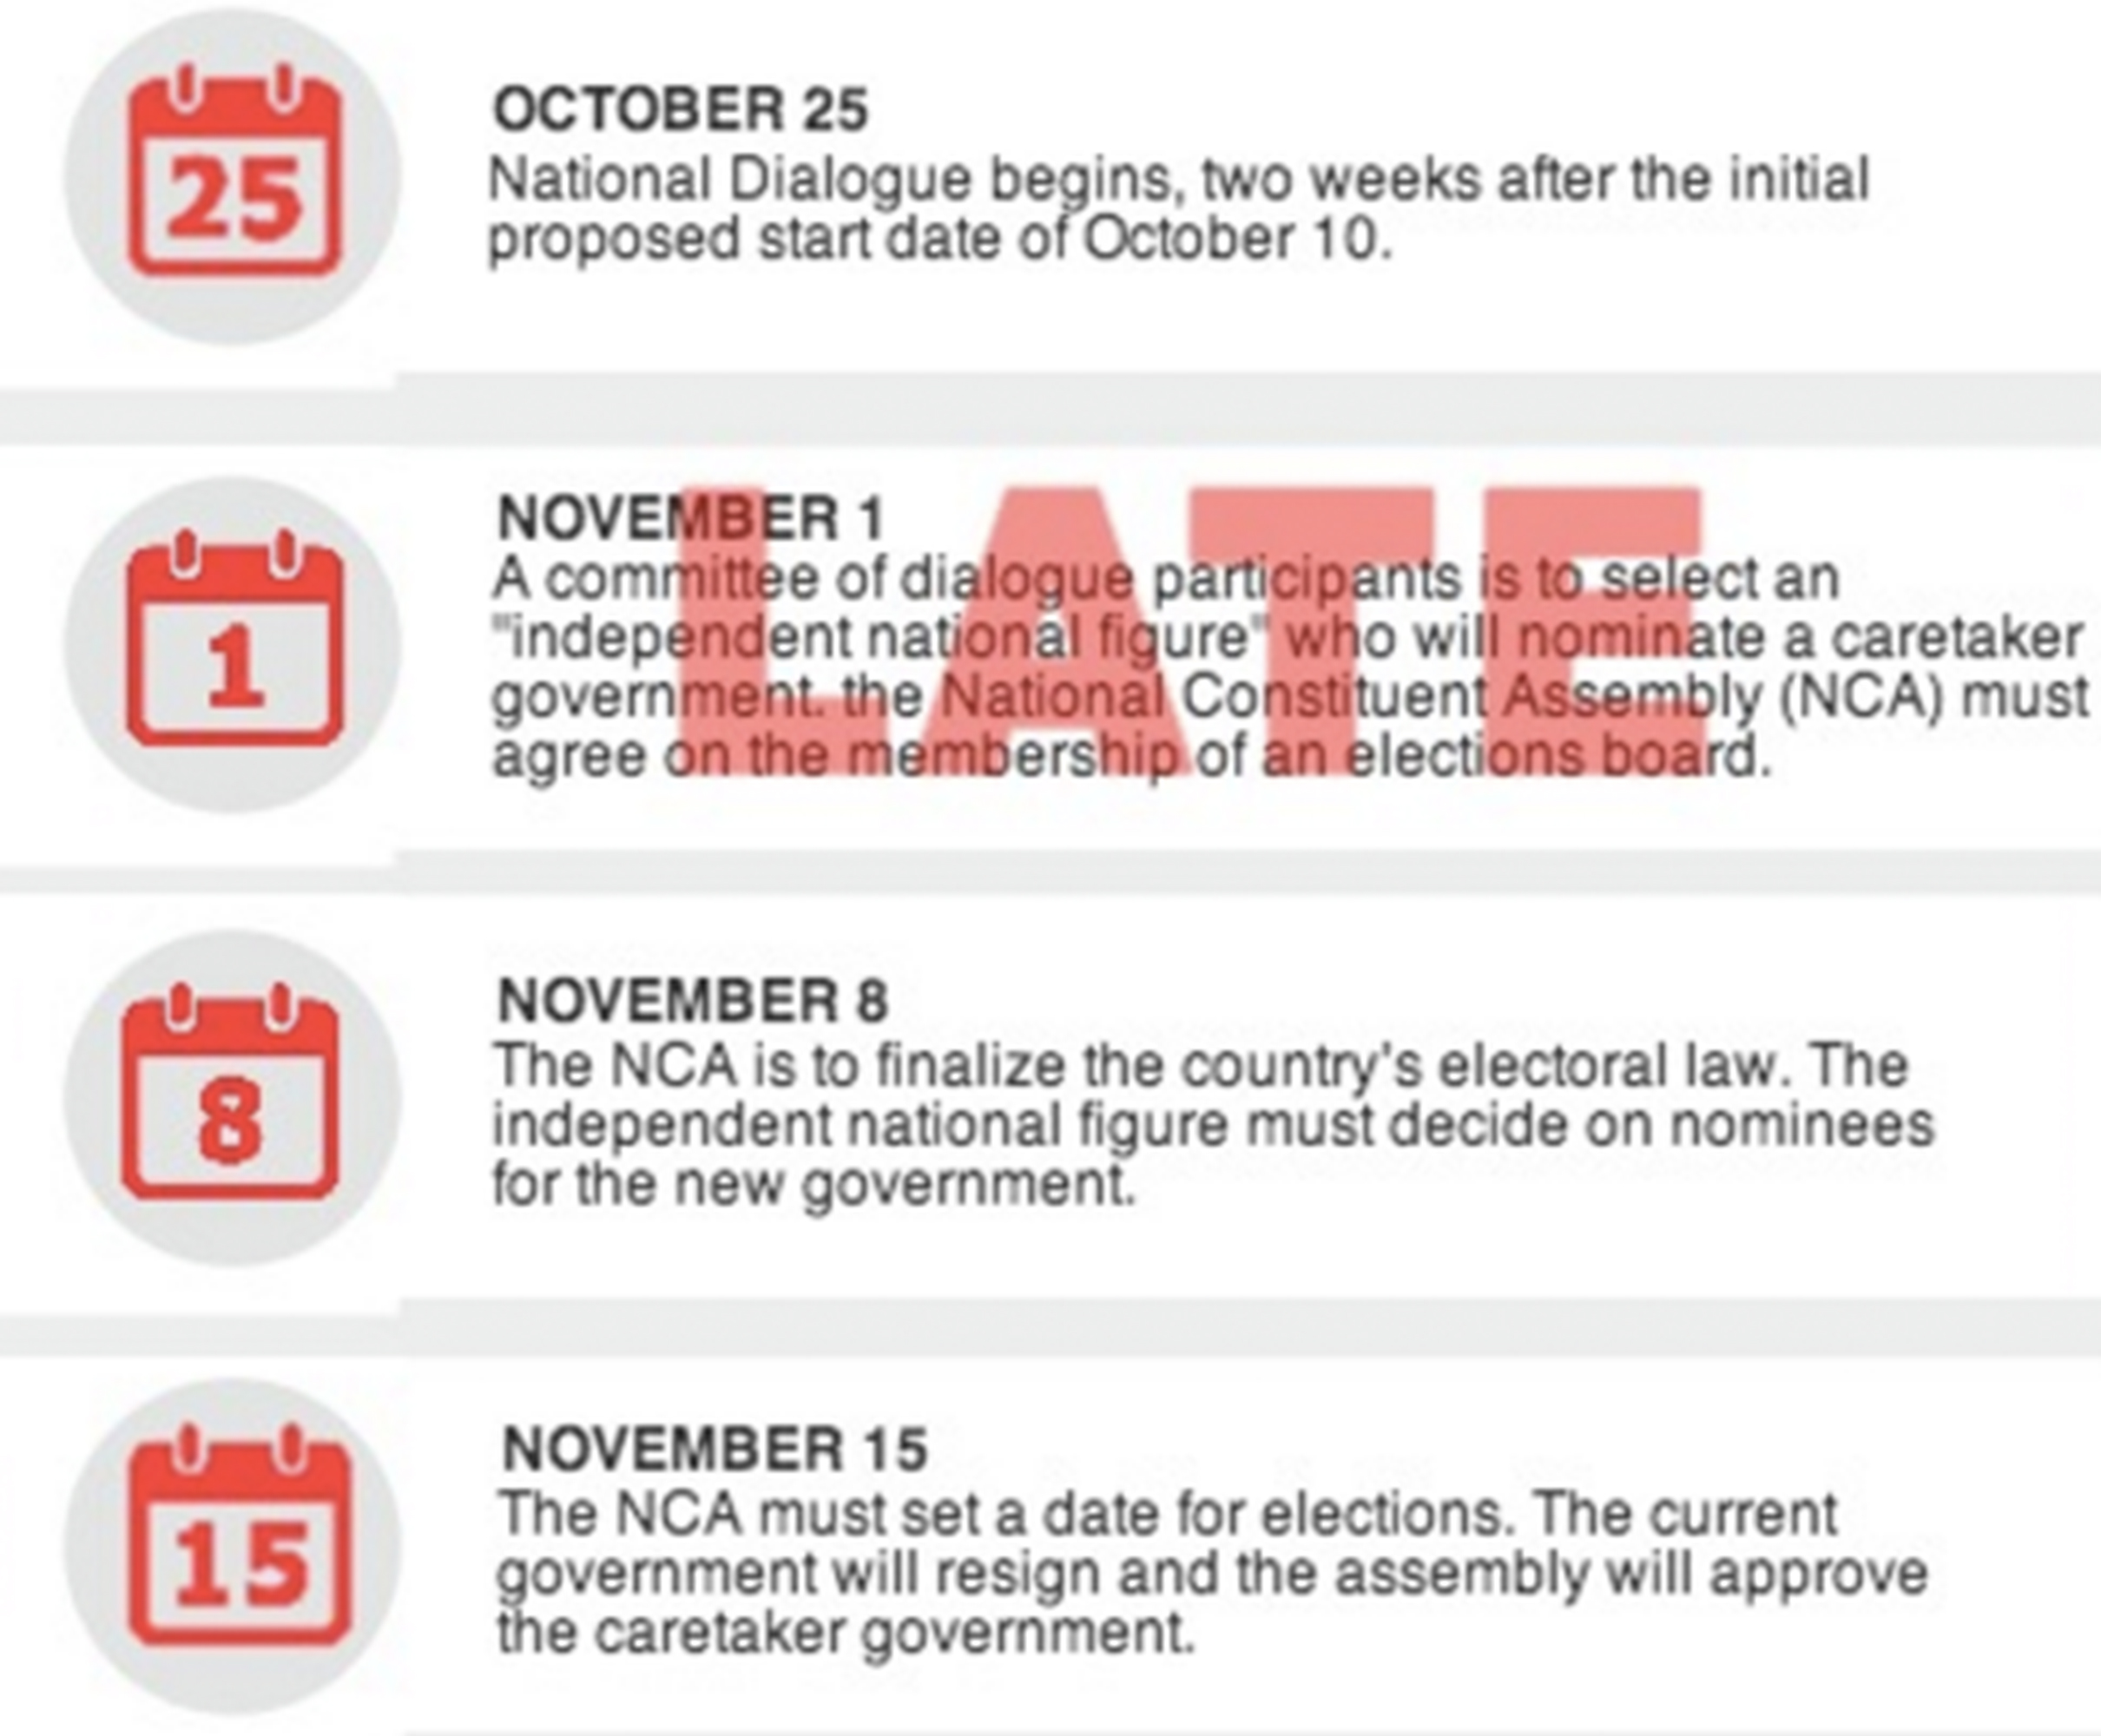 25
OCTOBER 25
National Dialogue begins, two weeks after the initial
proposed start date of October 10.
LATE
1
NOVEMBER 1
A committee of dialogue participants is to select an
"independent national figure" who will nominate a caretaker
government. the National Constituent Assembly (NCA) must
agree on the membership of an elections board.
8
NOVEMBER 8
The NCA is to finalize the country's electoral law. The
independent national figure must decide on nominees
for the new government.
15
NOVEMBER 15
The NCA must set a date for elections. The current
government will resign and the assembly will approve
the caretaker government.